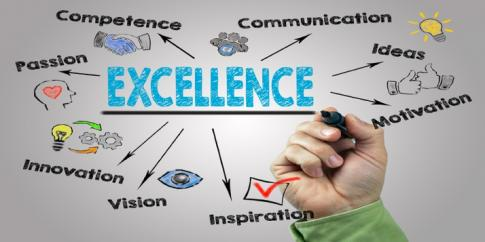 Competence
Communication
Passion
Ideas
EXCELLENCE
Motivation
Innovation
Vision
Inspiration